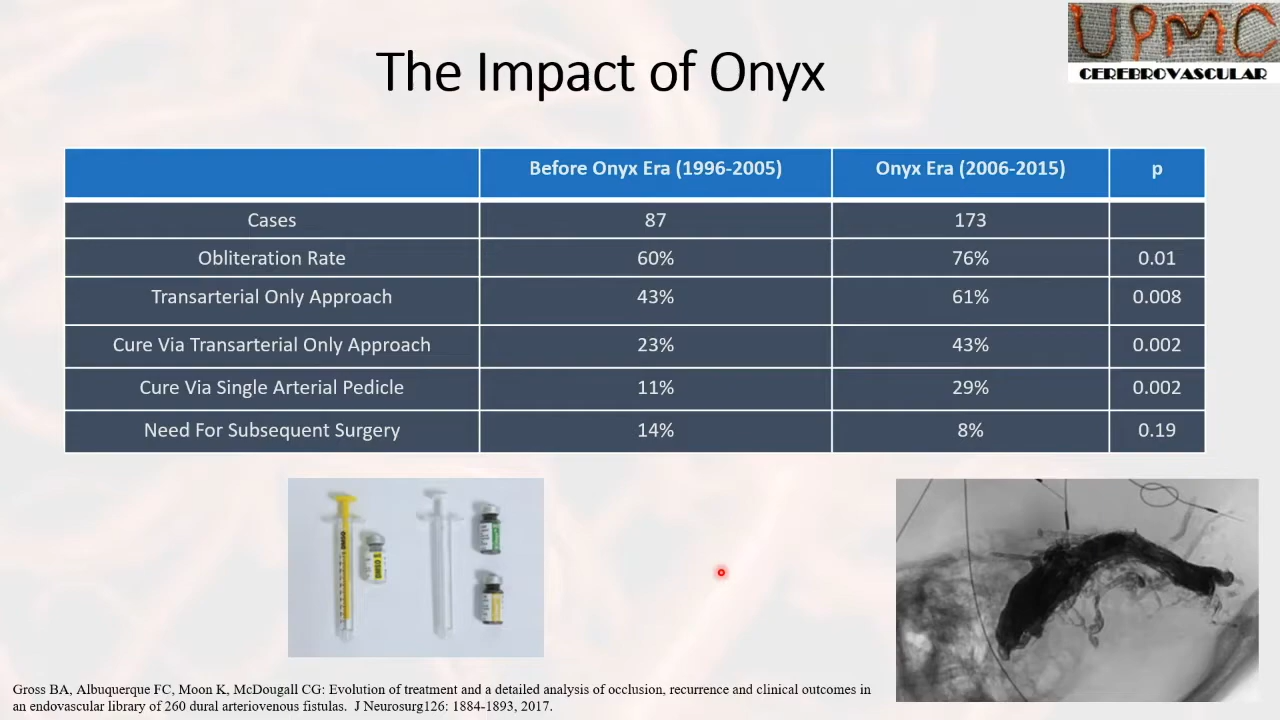 UPMC
CEREBROVASCULAR
The Impact of Onyx
Before Onyx Era (1996-2005) Onyx Era (2006-2015) p
Cases 87 173
Obliteration Rate 60% 76% 0.01
Transarterial Only Approach 43% 61% 0.008
Cure Via Transarterial Only Approach 23% 43% 0.002
Cure Via Single Arterial Pedicle 11% 29% 0.002
Need For Subsequent Surgery 14% 8% 0.19
DMSO
Gross BA, Albuquerque FC, Moon K, McDougall CG: Evolution of treatment and a detailed analysis of occlusion, recurrence and clinical outcomes in
an endovascular library of 260 dural arteriovenous fistulas. J Neurosurg126: 1884-1893, 2017.